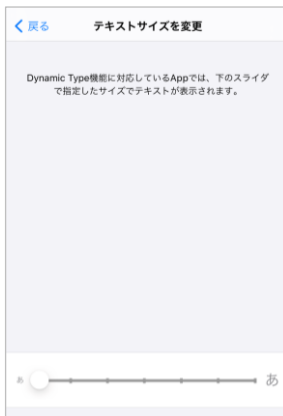 戻る
テキストサイズを変更
Dynamic Type機能に対応しているAppでは、下のスライダ
で指定したサイズでテキストが表示されます。
あ
あ